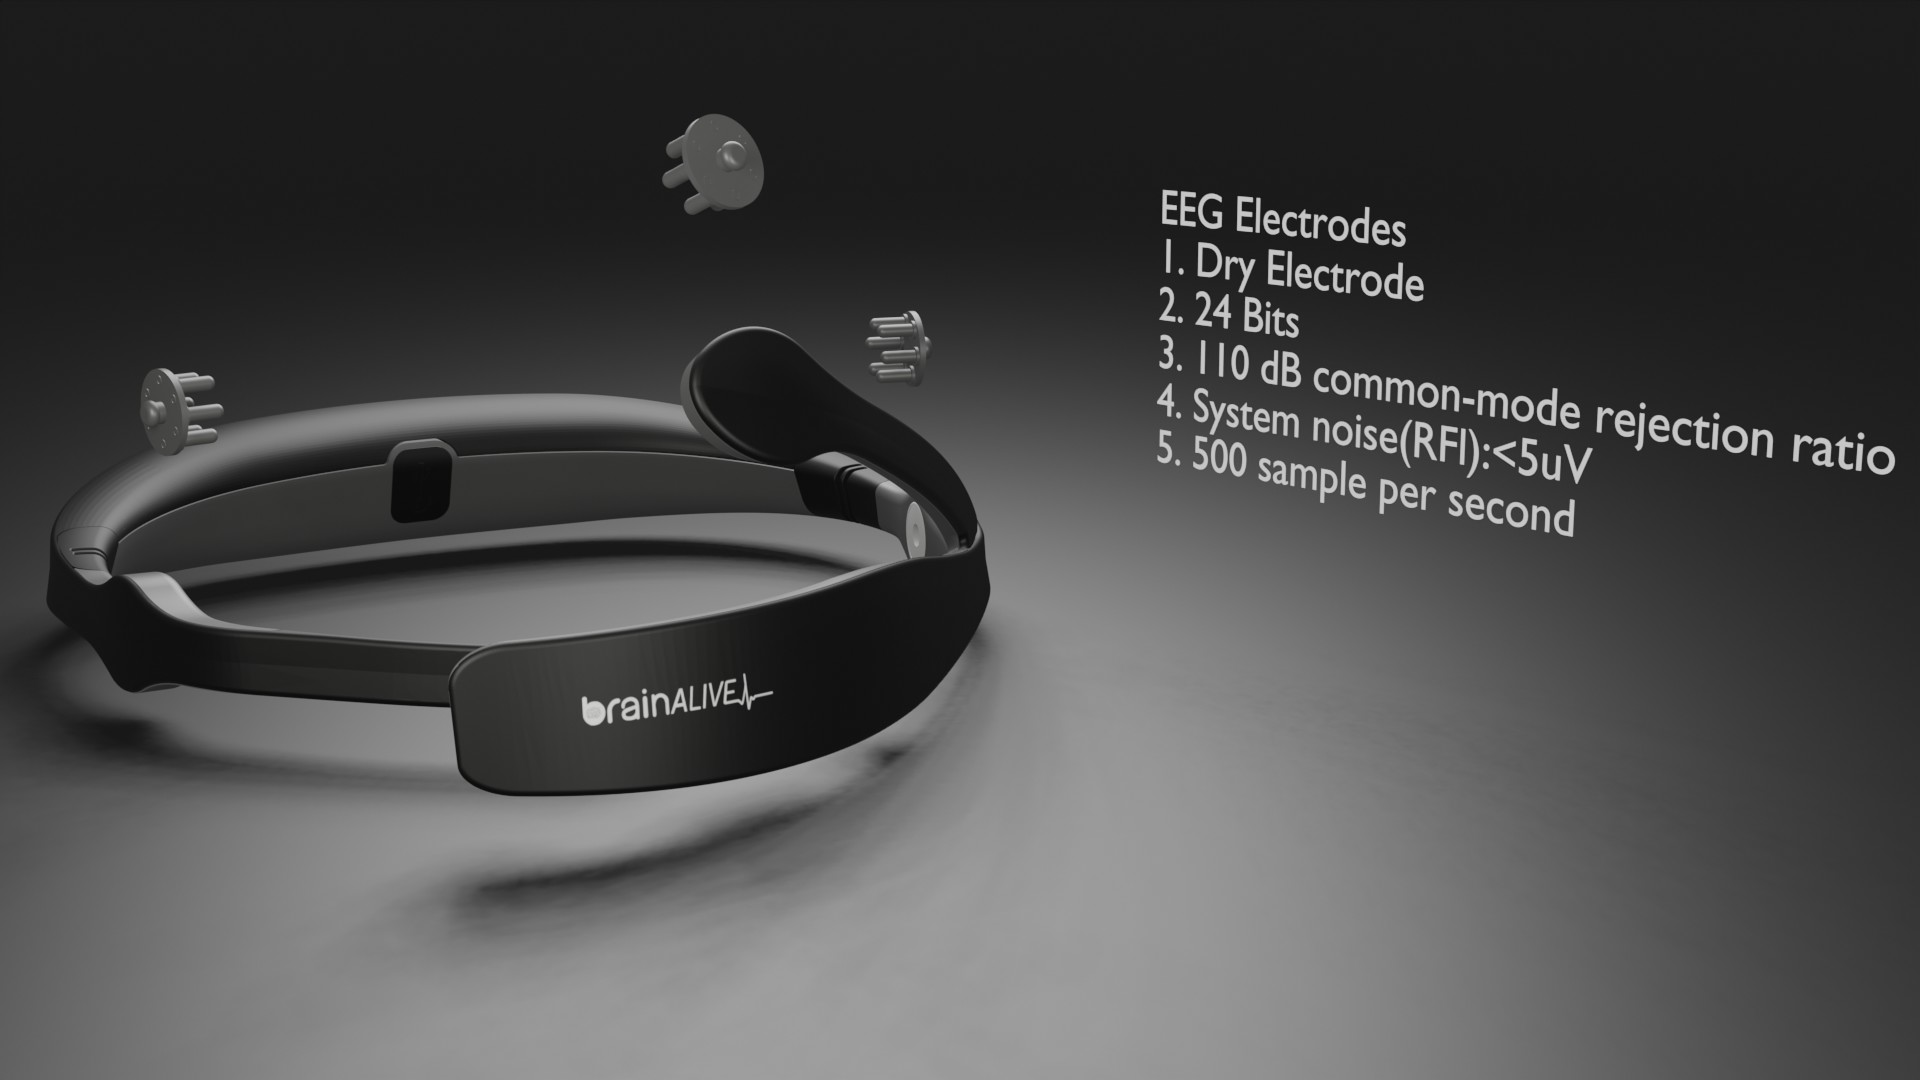 EEG Electrodes
1. Dry Electrode
2. 24 Bits
3. 110 dB common-mode rejection ratio
4. System noise(RFI):<5uV
5. 500 sample per second
brainALIVE